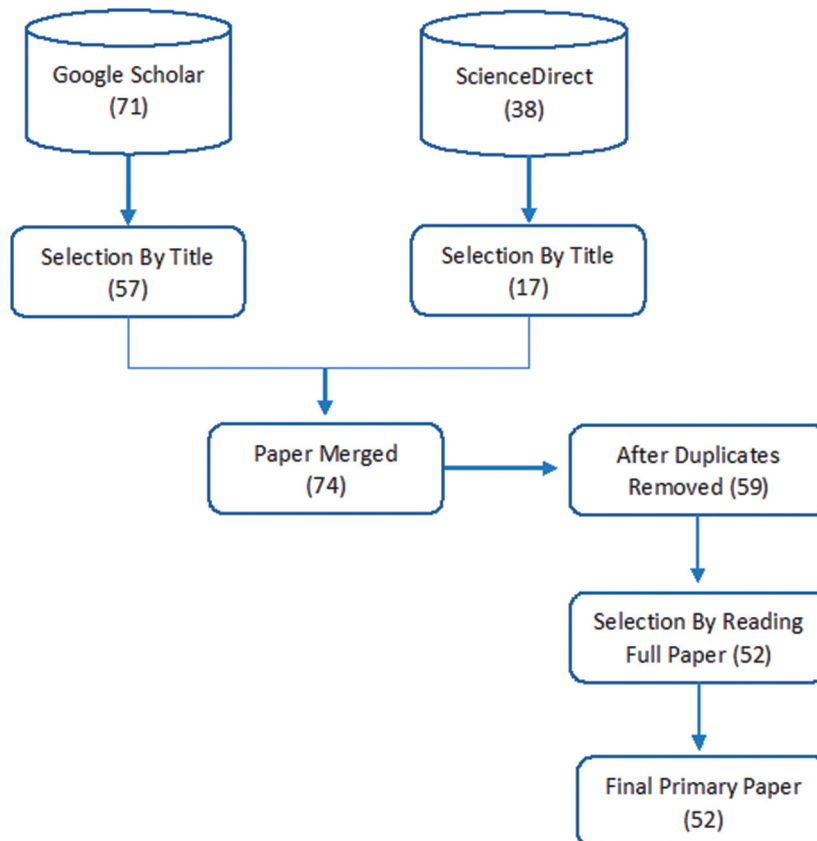 Google Scholar
(71)
ScienceDirect
(38)
Selection By Title
(57)
Selection By Title
(17)
Paper Merged
(74)
After Duplicates
Removed (59)
Selection By Reading
Full Paper (52)
Final Primary Paper
(52)